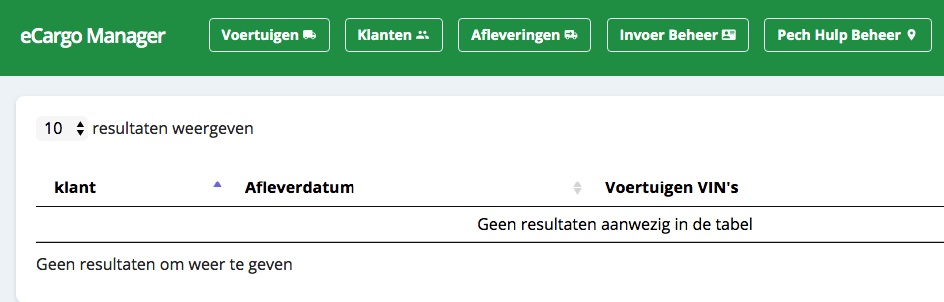 eCargo Manager Voertuigen Klanten Afleveringen Invoer Beheer Pech Hulp Beheer
10 resultaten weergeven
klant Afleverdatum Voertuigen VIN's
Geen resultaten aanwezig in de tabel
Geen resultaten om weer te geven